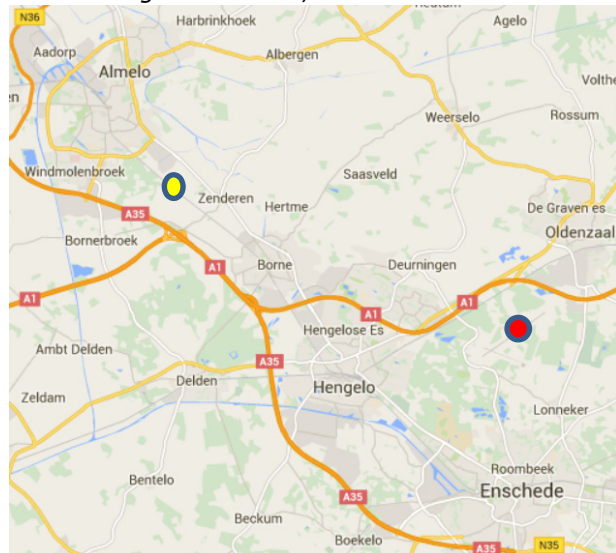 N36
Harbrinkhoek
Agelo
Aadorp
Albergen
Almelo
Volthe
en
Weerselo
Rossum
Windmolenbroek
Saasveld
Zenderen
Hertme
De Graven es
A35
Oldenzaal
Bornerbroek
A1
Borne
Deurningen
A1
A1
A1
Hengelose Es
Ambt Delden
A35
Delden
Hengelo
Zeldam
Lonneker
Roombeek
Bentelo
Enschede
A35
Beckum
Boekelo
A35
N35